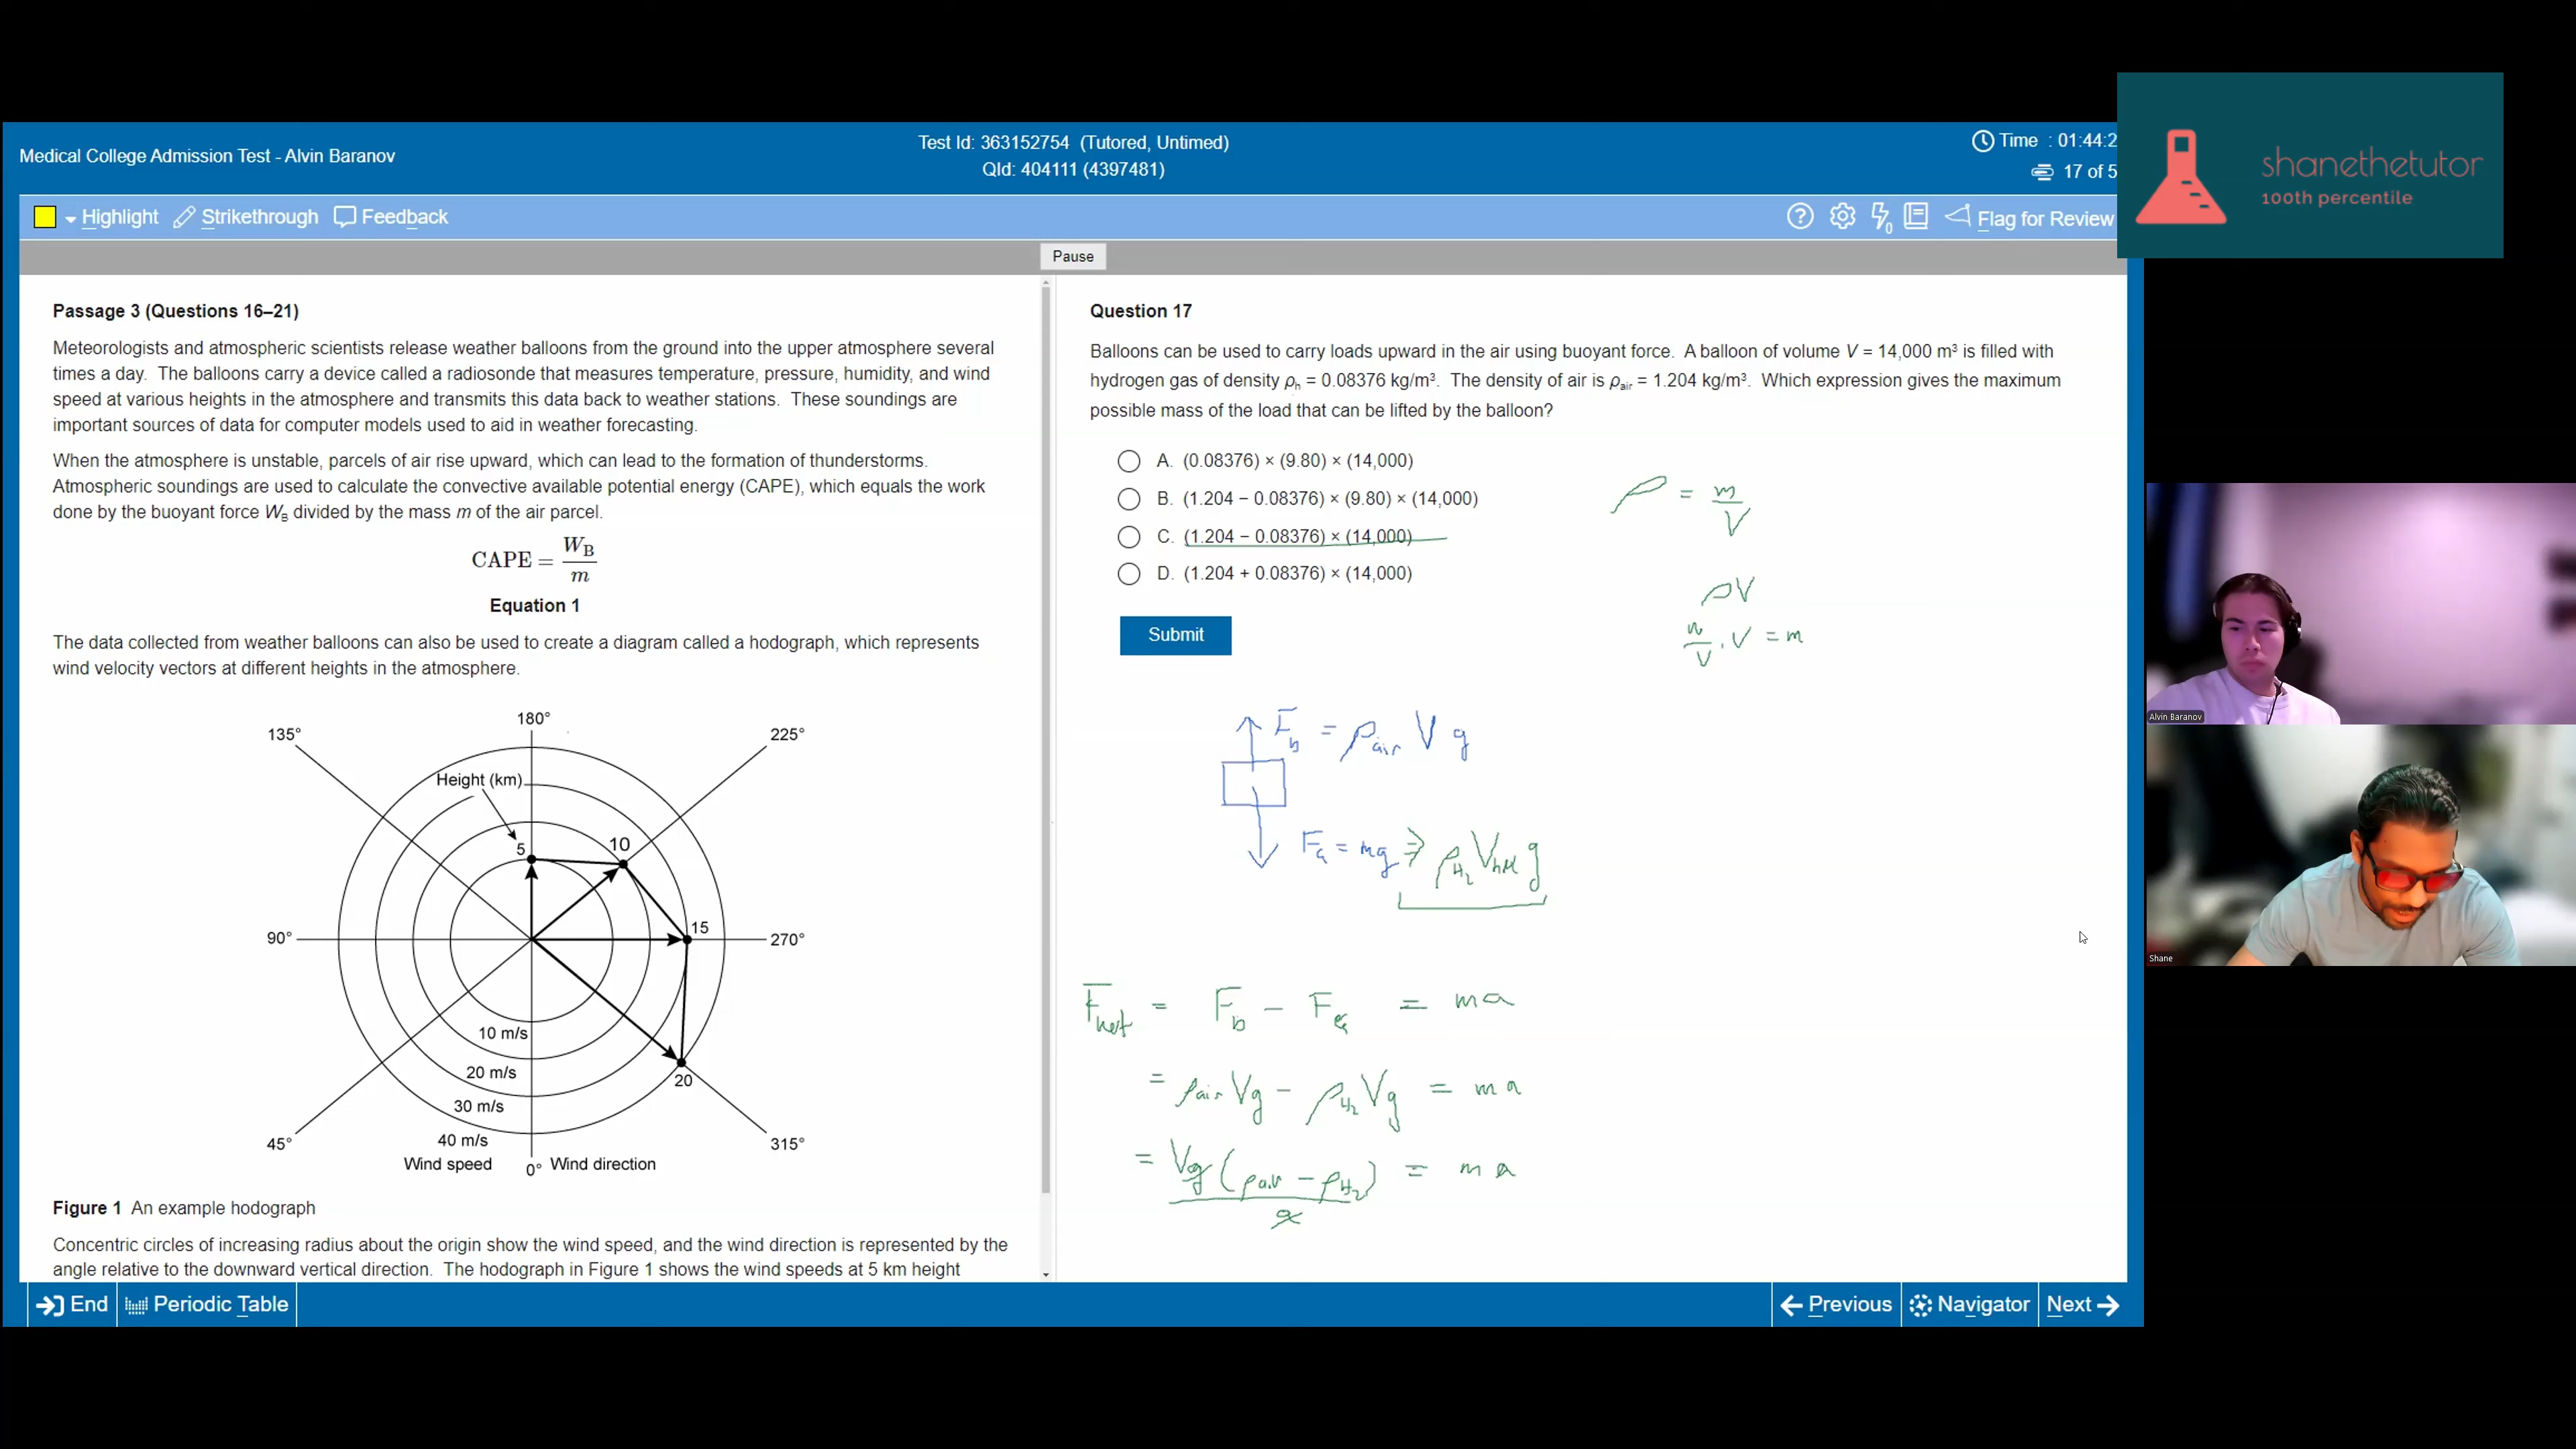 shanethetutor
100th percentile
Medical College Admission Test - Alvin Baranov
Test Id: 363152754 (Tutored, Untimed)
QId: 404111 (4397481)
Time : 01:44:2
17 of 5
Highlight Strikethrough Feedback
Flag for Review
Pause
Passage 3 (Questions 16–21)
Meteorologists and atmospheric scientists release weather balloons from the ground into the upper atmosphere several
times a day. The balloons carry a device called a radiosonde that measures temperature, pressure, humidity, and wind
speed at various heights in the atmosphere and transmits this data back to weather stations. These soundings are
important sources of data for computer models used to aid in weather forecasting.
When the atmosphere is unstable, parcels of air rise upward, which can lead to the formation of thunderstorms.
Atmospheric soundings are used to calculate the convective available potential energy (CAPE), which equals the work
done by the buoyant force W_B divided by the mass m of the air parcel.
CAPE = W_B / m
Equation 1
The data collected from weather balloons can also be used to create a diagram called a hodograph, which represents
wind velocity vectors at different heights in the atmosphere.
180°
135°
225°
Height (km)
5
10
15
90°
270°
10 m/s
20 m/s
20
30 m/s
40 m/s
45°
315°
Wind speed
0°
Wind direction
Figure 1 An example hodograph
Concentric circles of increasing radius about the origin show the wind speed, and the wind direction is represented by the
angle relative to the downward vertical direction. The hodograph in Figure 1 shows the wind speeds at 5 km height
Question 17
Balloons can be used to carry loads upward in the air using buoyant force. A balloon of volume V = 14,000 m³ is filled with
hydrogen gas of density ρ_h = 0.08376 kg/m³. The density of air is ρ_air = 1.204 kg/m³. Which expression gives the maximum
possible mass of the load that can be lifted by the balloon?
A. (0.08376) × (9.80) × (14,000)
B. (1.204 − 0.08376) × (9.80) × (14,000)
C. (1.204 − 0.08376) × (14,000)
D. (1.204 + 0.08376) × (14,000)
Submit
ρ = m / V
ρV
m / V · V = m
F_b = ρ_air V g
F_G = mg ⇒ ρ_H₂ V g
F_net = F_b − F_G = ma
= ρ_air Vg − ρ_H₂ Vg = ma
= Vg (ρ_air − ρ_H₂) = ma
Alvin Baranov
Shane
End Periodic Table
Previous Navigator Next